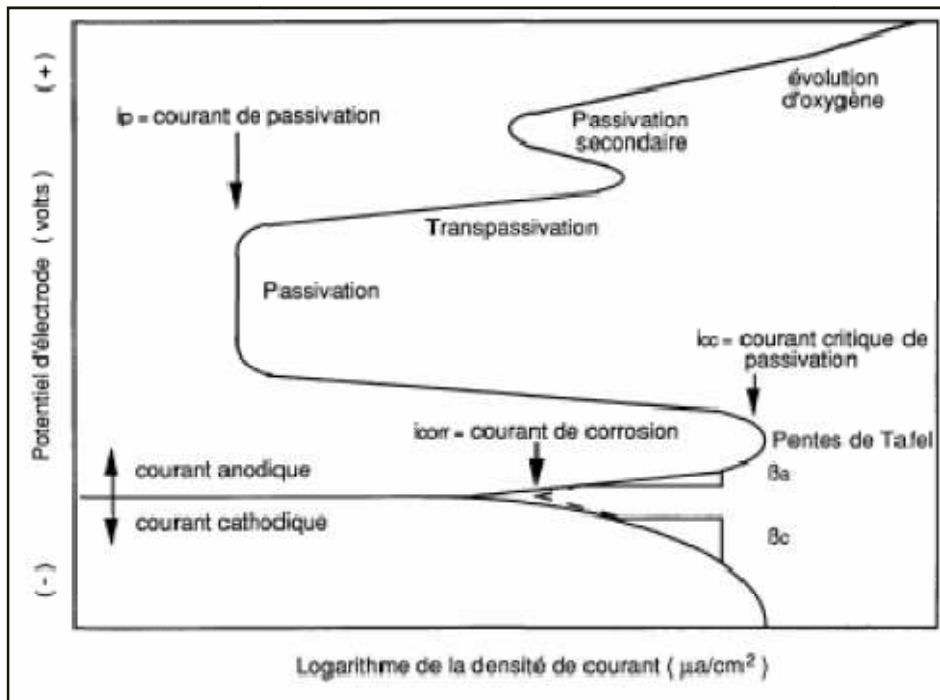 (+)
évolution
d'oxygène
ip = courant de passivation
Passivation
secondaire
Transpassivation
Passivation
Potentiel d'électrode (volts)
icc = courant critique de
passivation
icorr = courant de corrosion
Pentes de Tafel
βa
courant anodique
courant cathodique
βc
(-)
Logarithme de la densité de courant ( µa/cm² )